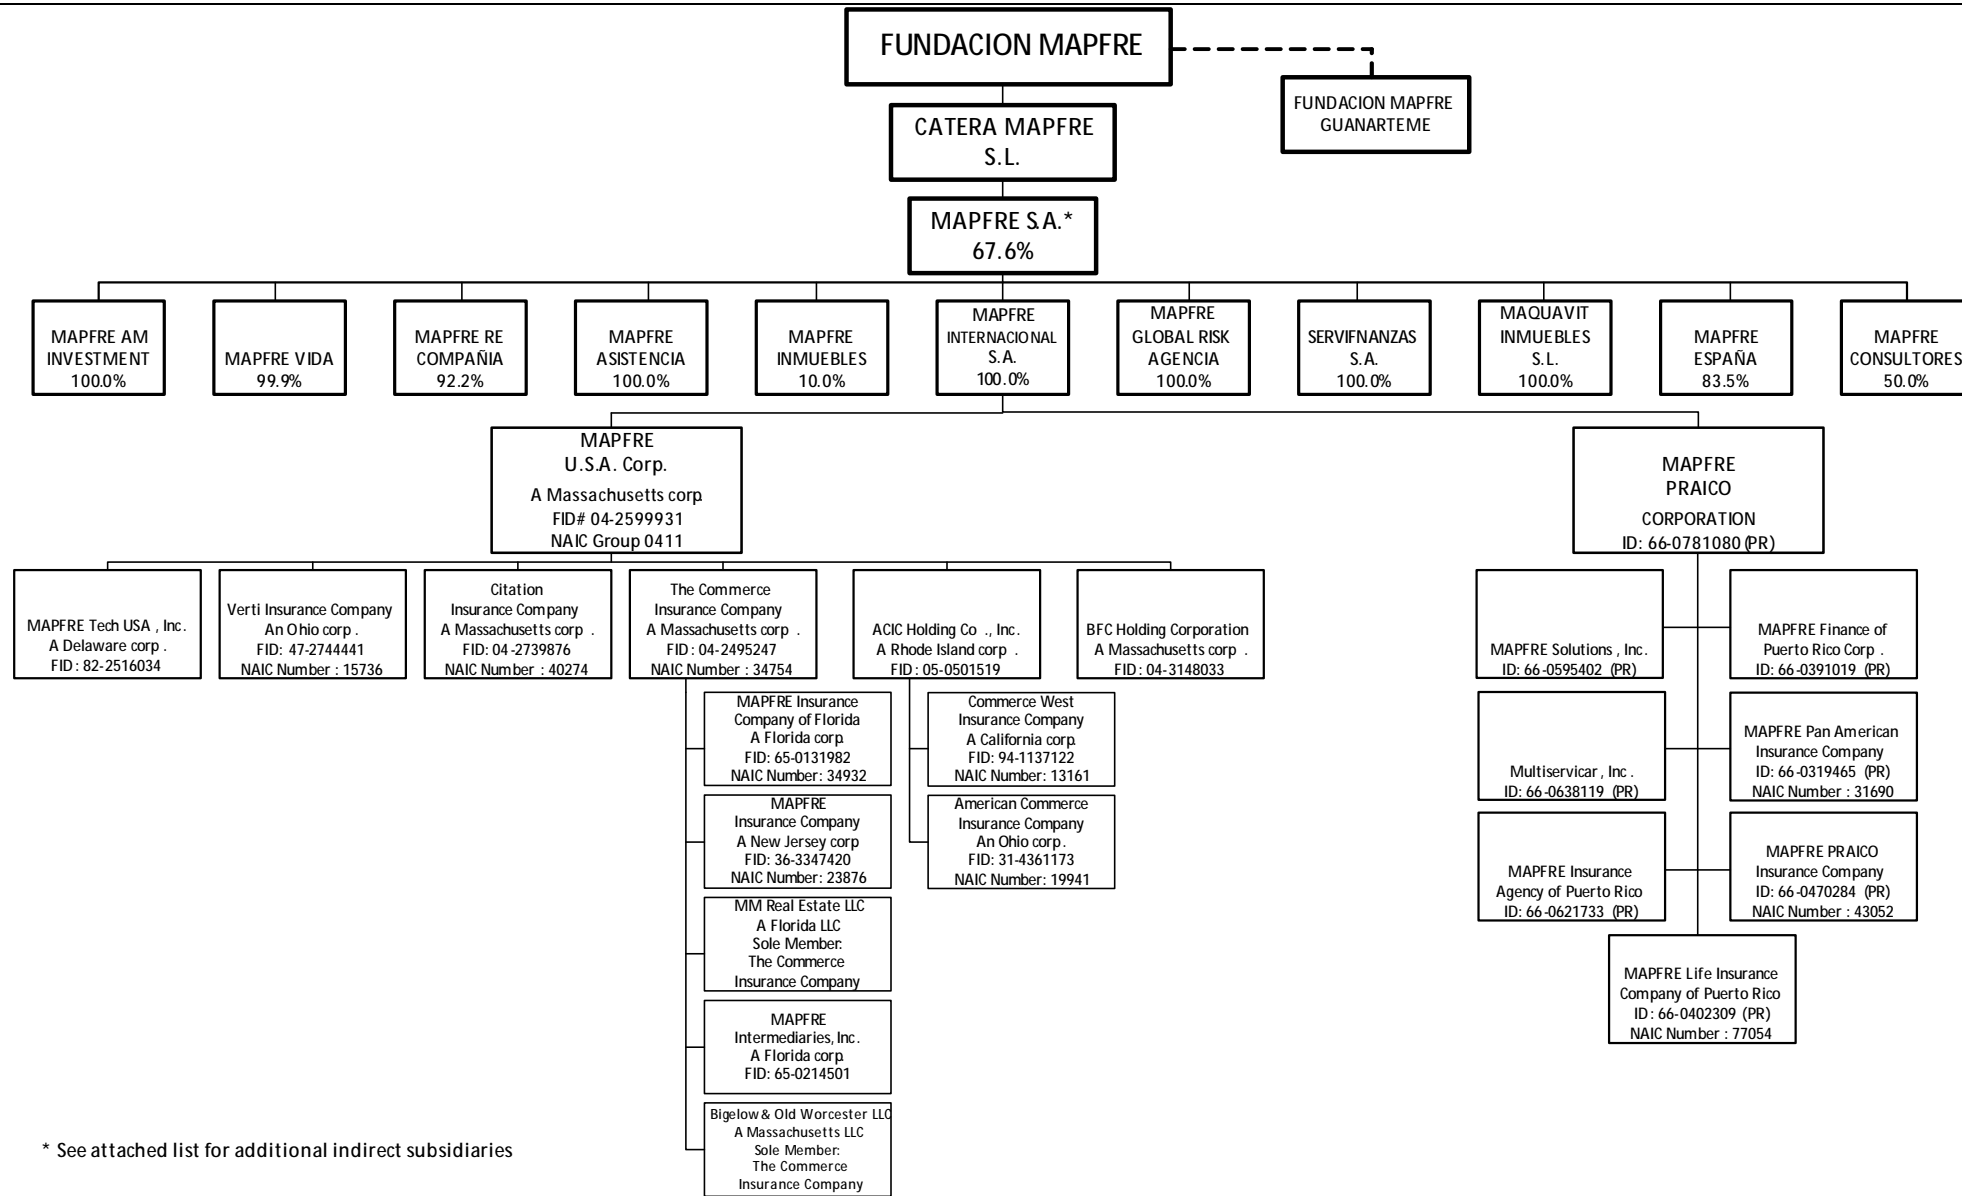 FUNDACION MAPFRE
FUNDACION MAPFRE
GUANARTEME
CATERA MAPFRE
S.L.
MAPFRE S.A.*
67.6%
MAPFRE AM
INVESTMENT
100.0%
MAPFRE VIDA
99.9%
MAPFRE RE
COMPAÑIA
92.2%
MAPFRE
ASISTENCIA
100.0%
MAPFRE
INMUEBLES
10.0%
MAPFRE
INTERNACIONAL
S.A.
100.0%
MAPFRE
GLOBAL RISK
AGENCIA
100.0%
SERVIFNANZAS
S.A.
100.0%
MAQUAVIT
INMUEBLES
S.L.
100.0%
MAPFRE
ESPAÑA
83.5%
MAPFRE
CONSULTORES
50.0%
MAPFRE
U.S.A. Corp.
A Massachusetts corp.
FID# 04-2599931
NAIC Group 0411
MAPFRE
PRAICO
CORPORATION
ID: 66-0781080 (PR)
MAPFRE Tech USA , Inc.
A Delaware corp .
FID : 82-2516034
Verti Insurance Company
An Ohio corp .
FID: 47-2744441
NAIC Number : 15736
Citation
Insurance Company
A Massachusetts corp .
FID: 04-2739876
NAIC Number : 40274
The Commerce
Insurance Company
A Massachusetts corp .
FID: 04-2495247
NAIC Number : 34754
ACIC Holding Co ., Inc.
A Rhode Island corp .
FID: 05-0501519
BFC Holding Corporation
A Massachusetts corp .
FID: 04-3148033
MAPFRE Insurance
Company of Florida
A Florida corp.
FID: 65-0131982
NAIC Number: 34932
MAPFRE
Insurance Company
A New Jersey corp
FID: 36-3347420
NAIC Number: 23876
MM Real Estate LLC
A Florida LLC
Sole Member:
The Commerce
Insurance Company
MAPFRE
Intermediaries, Inc.
A Florida corp.
FID: 65-0214501
Bigelow & Old Worcester LLC
A Massachusetts LLC
Sole Member:
The Commerce
Insurance Company
Commerce West
Insurance Company
A California corp.
FID: 94-1137122
NAIC Number: 13161
American Commerce
Insurance Company
An Ohio corp.
FID: 31-4361173
NAIC Number: 19941
MAPFRE Solutions , Inc.
ID: 66-0595402 (PR)
MAPFRE Finance of
Puerto Rico Corp .
ID: 66-0391019 (PR)
Multiservicar , Inc .
ID: 66-0638119 (PR)
MAPFRE Pan American
Insurance Company
ID: 66-0319465 (PR)
NAIC Number : 31690
MAPFRE Insurance
Agency of Puerto Rico
ID: 66-0621733 (PR)
MAPFRE PRAICO
Insurance Company
ID: 66-0470284 (PR)
NAIC Number : 43052
MAPFRE Life Insurance
Company of Puerto Rico
ID: 66-0402309 (PR)
NAIC Number : 77054
* See attached list for additional indirect subsidiaries